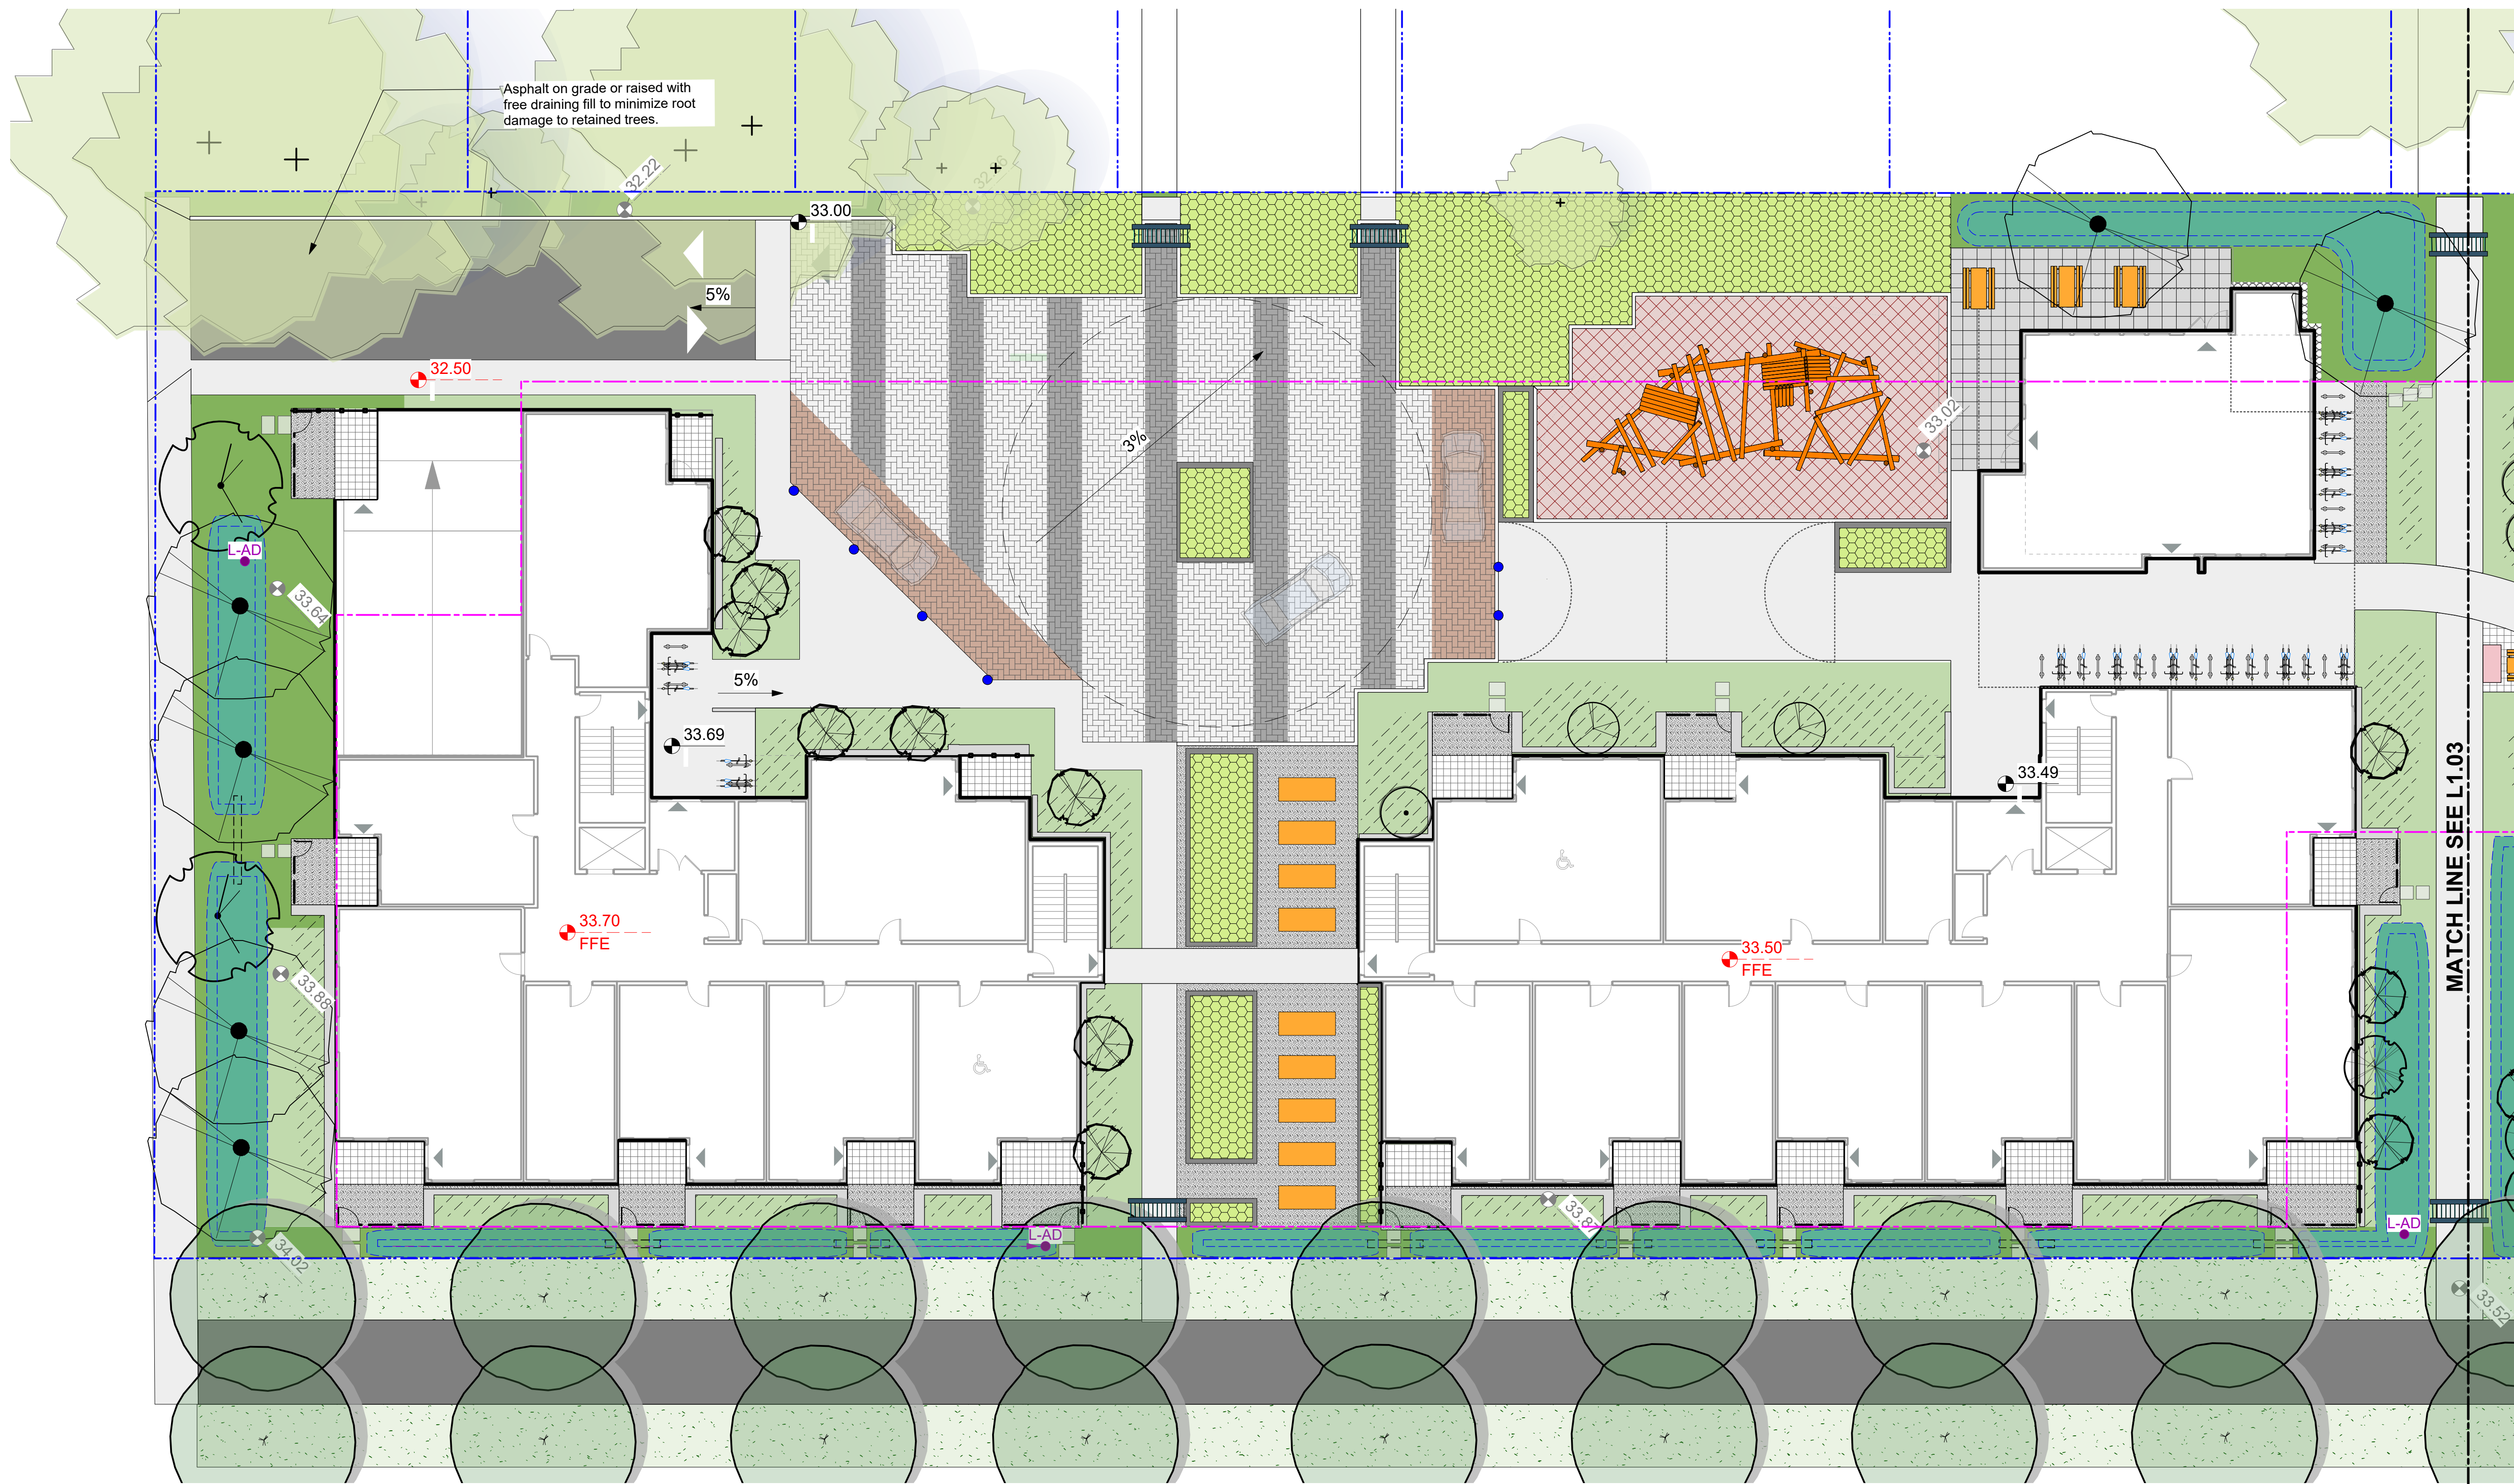 Asphalt on grade or raised with
free draining fill to minimize root
damage to retained trees.
32.22
33.00
5%
32.50
3%
33.02
L-AD
33.64
5%
33.69
33.49
MATCH LINE SEE L1.03
33.70
FFE
33.50
FFE
33.88
L-AD
L-AD
34.02
33.52